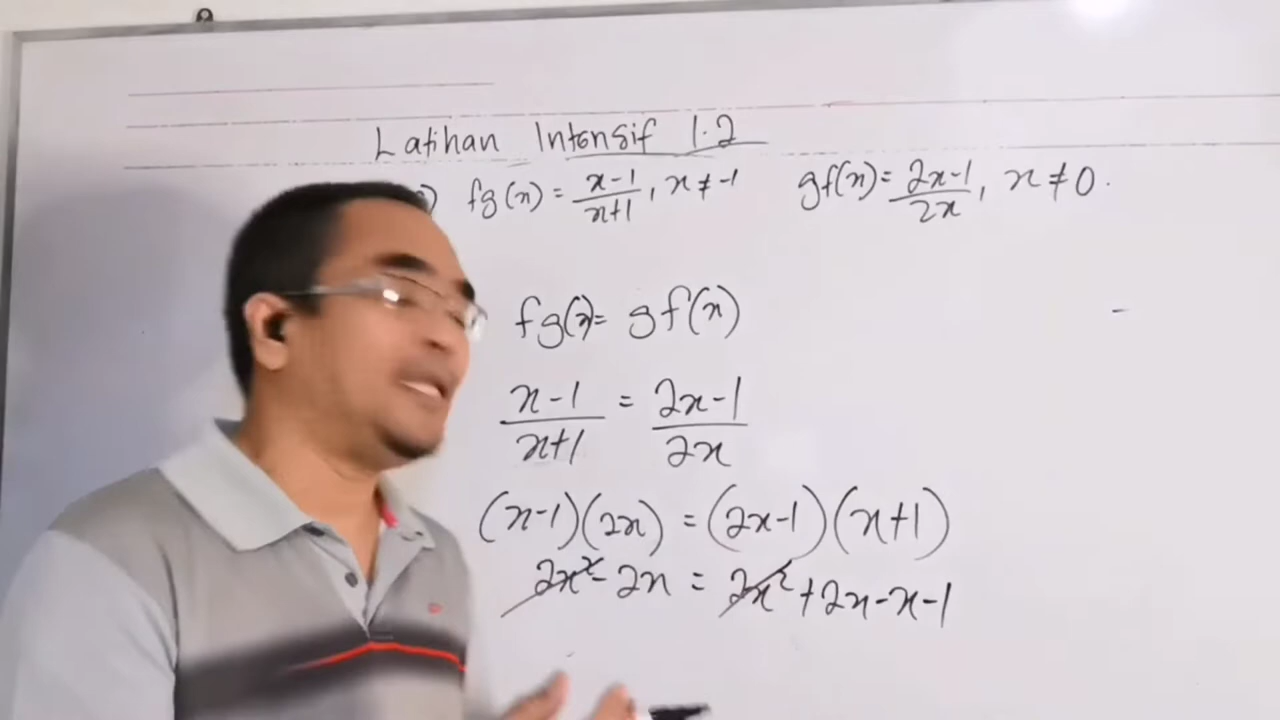 Latihan Intensif 1.2
) fg(x) = x-1/x+1, x ≠ -1 gf(x) = 2x-1/2x, x ≠ 0.
fg(x) = gf(x)
x-1/x+1 = 2x-1/2x
(x-1)(2x) = (2x-1)(x+1)
2x² - 2x = 2x² + 2x - x - 1